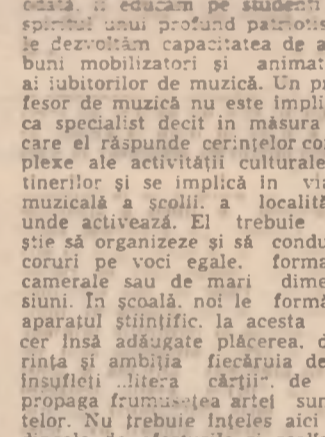 odată, îi educăm pe studenți
spiritul unui profund patriotis
le dezvoltăm capacitatea de a
buni mobilizatori și animat
ai iubitorilor de muzică. Un pr
fesor de muzică nu este împli
ca specialist decît în măsura
care el răspunde cerințelor co
plexe ale activității culturale
tinerilor și se implică în via
muzicală a școlii, a localită
unde activează. El trebuie
știe să organizeze și să condu
coruri pe voci egale, forma
camerale sau de mari dime
siuni. În școală, noi le formă
aparatul științific, la acesta
cer însă adăugate plăcerea, d
rința și ambiția fiecăruia de
însufleți „litera cărții", de
propaga frumusețea artei sun
telor. Nu trebuie înțeles aici